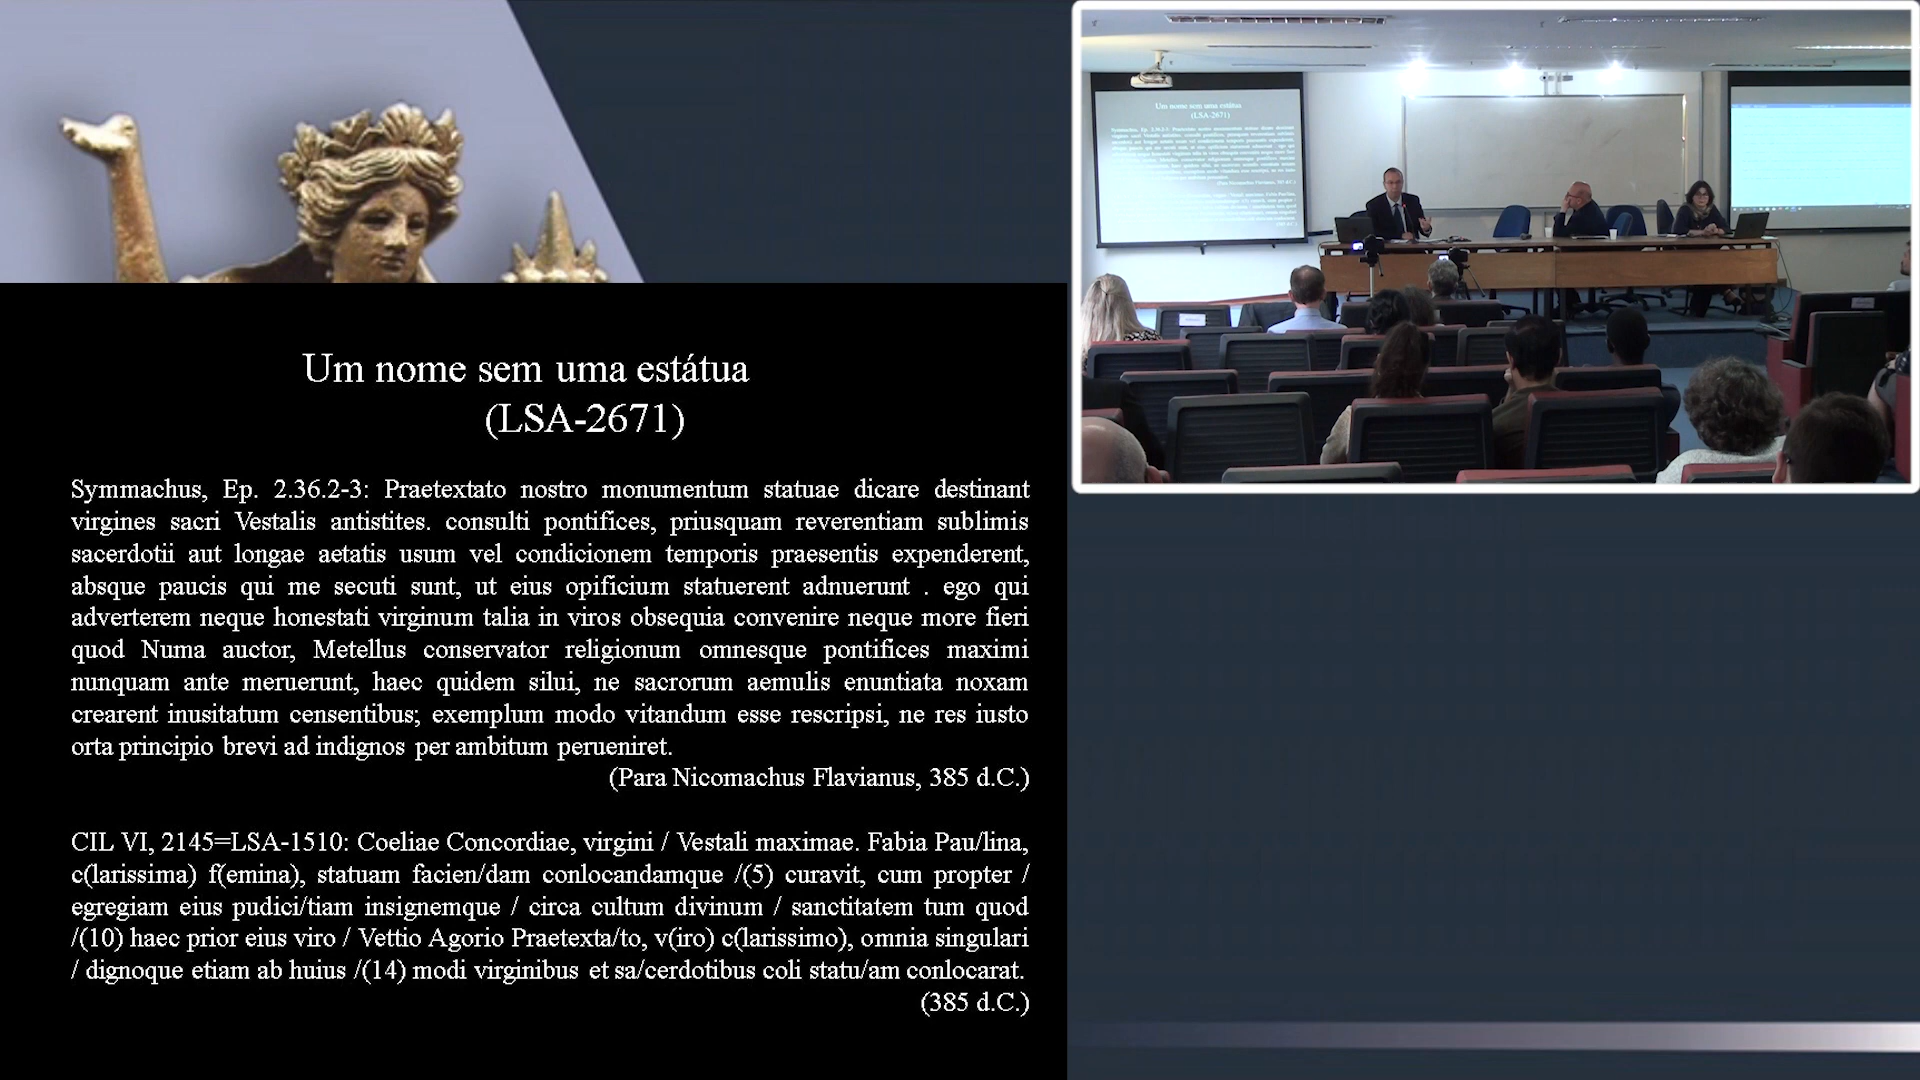 Um nome sem uma estátua
(LSA-2671)
Symmachus, Ep. 2.36.2-3: Praetextato nostro monumentum statuae dicare destinant
virgines sacri Vestalis antistites. consulti pontifices, priusquam reverentiam sublimis
sacerdotii aut longae aetatis usum vel condicionem temporis praesentis expenderent,
absque paucis qui me secuti sunt, ut eius opificium statuerent adnuerunt . ego qui
adverterem neque honestati virginum talia in viros obsequia convenire neque more fieri
quod Numa auctor, Metellus conservator religionum omnesque pontifices maximi
nunquam ante meruerunt, haec quidem silui, ne sacrorum aemulis enuntiata noxam
crearent inusitatum censentibus; exemplum modo vitandum esse rescripsi, ne res iusto
orta principio brevi ad indignos per ambitum perueniret.
(Para Nicomachus Flavianus, 385 d.C.)
CIL VI, 2145=LSA-1510: Coeliae Concordiae, virgini / Vestali maximae. Fabia Pau/lina,
c(larissima) f(emina), statuam facien/dam conlocandamque /(5) curavit, cum propter /
egregiam eius pudici/tiam insignemque / circa cultum divinum / sanctitatem tum quod
/(10) haec prior eius viro / Vettio Agorio Praetexta/to, v(iro) c(larissimo), omnia singulari
/ dignoque etiam ab huius /(14) modi virginibus et sa/cerdotibus coli statu/am conlocarat.
(385 d.C.)
Um nome sem uma estátua
(LSA-2671)